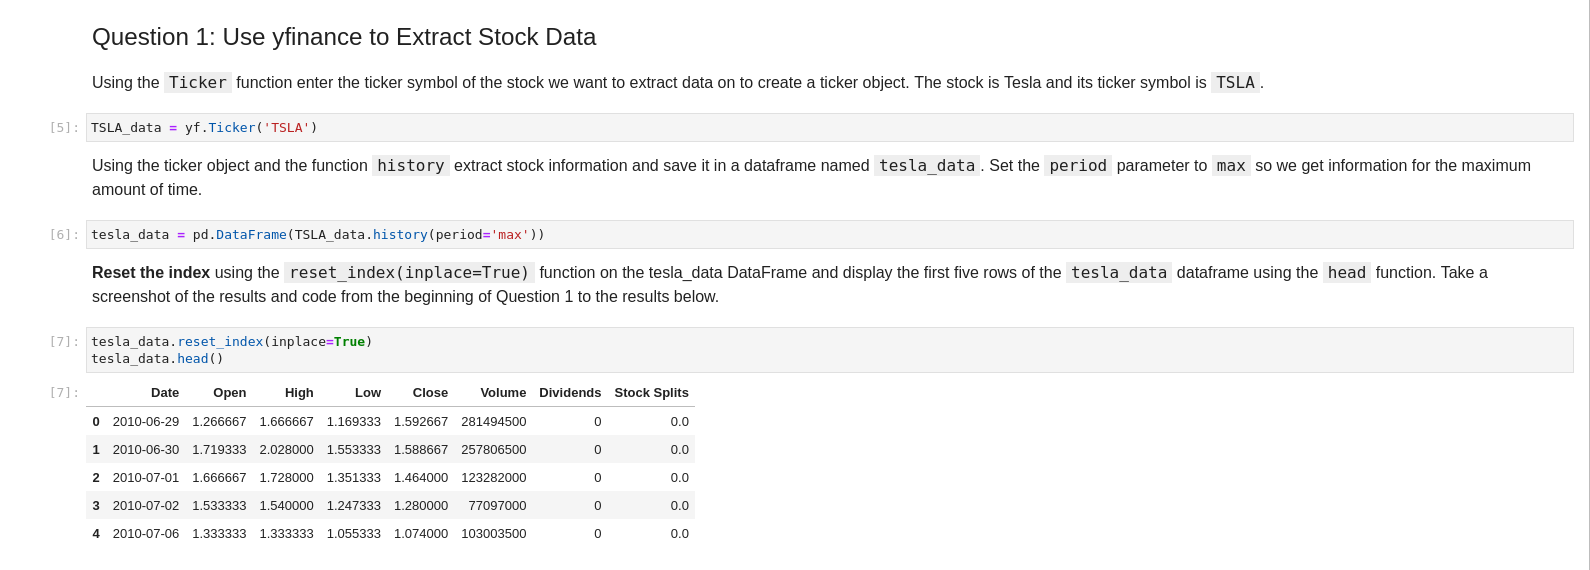 Question 1: Use yfinance to Extract Stock Data
Using the Ticker function enter the ticker symbol of the stock we want to extract data on to create a ticker object. The stock is Tesla and its ticker symbol is TSLA.
[5]: TSLA_data = yf.Ticker('TSLA')
Using the ticker object and the function history extract stock information and save it in a dataframe named tesla_data. Set the period parameter to max so we get information for the maximum
amount of time.
[6]: tesla_data = pd.DataFrame(TSLA_data.history(period='max'))
Reset the index using the reset_index(inplace=True) function on the tesla_data DataFrame and display the first five rows of the tesla_data dataframe using the head function. Take a
screenshot of the results and code from the beginning of Question 1 to the results below.
[7]: tesla_data.reset_index(inplace=True)
tesla_data.head()
[7]: Date Open High Low Close Volume Dividends Stock Splits
0 2010-06-29 1.266667 1.666667 1.169333 1.592667 281494500 0 0.0
1 2010-06-30 1.719333 2.028000 1.553333 1.588667 257806500 0 0.0
2 2010-07-01 1.666667 1.728000 1.351333 1.464000 123282000 0 0.0
3 2010-07-02 1.533333 1.540000 1.247333 1.280000 77097000 0 0.0
4 2010-07-06 1.333333 1.333333 1.055333 1.074000 103003500 0 0.0